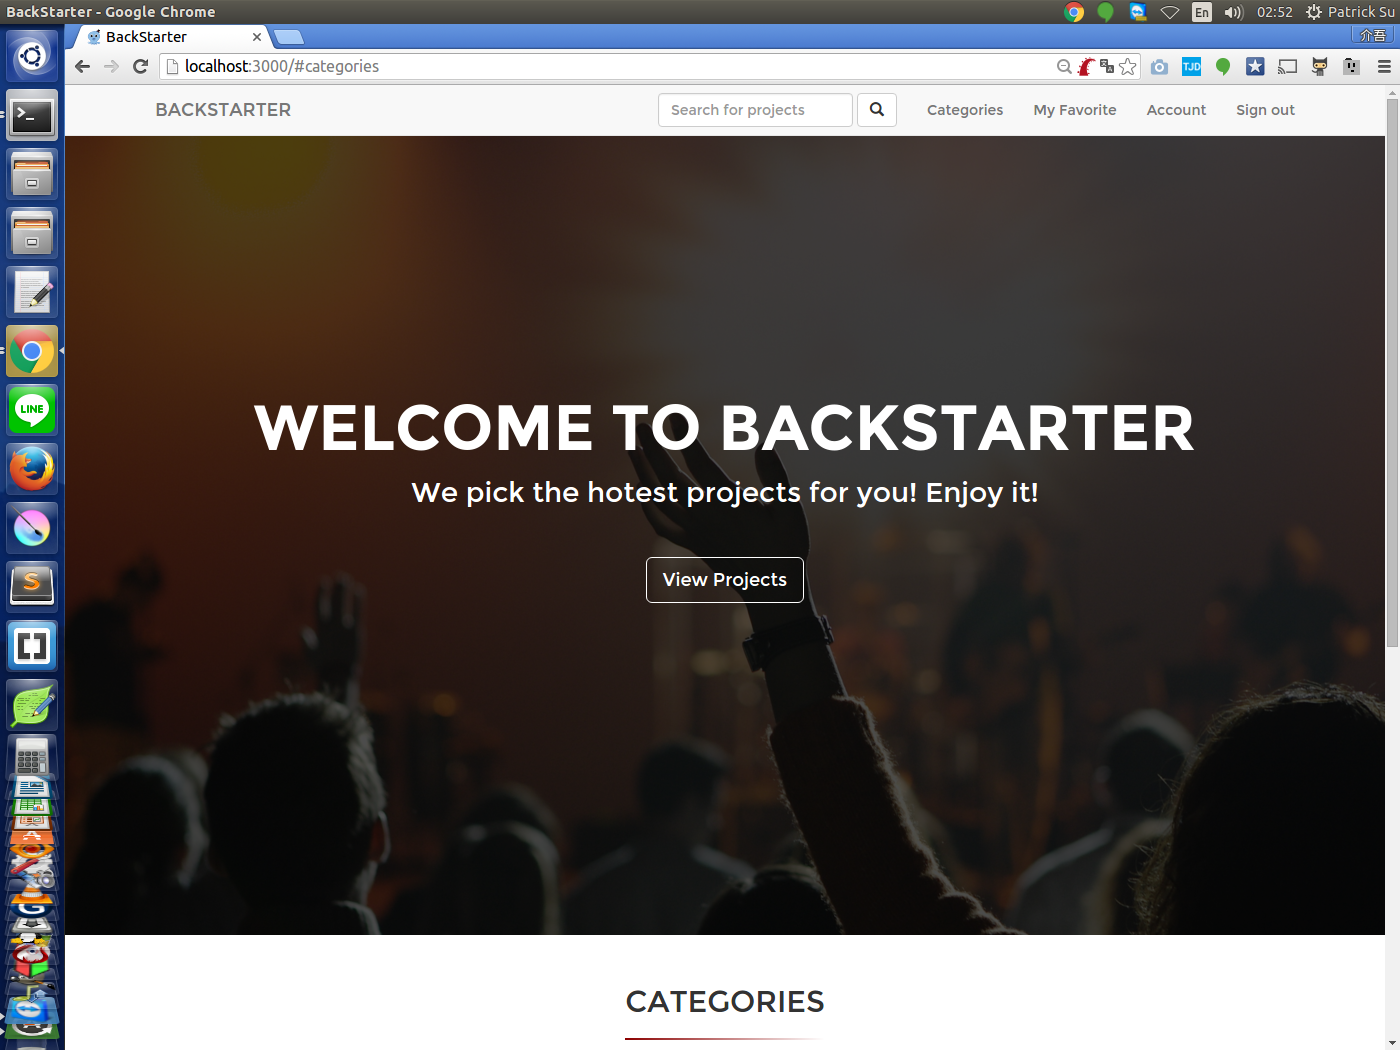 BackStarter - Google Chrome
En
02:52
Patrick Su
BackStarter
介吾
localhost:3000/#categories
TJD
BACKSTARTER
Search for projects
Categories
My Favorite
Account
Sign out
LINE
S
WELCOME TO BACKSTARTER
We pick the hotest projects for you! Enjoy it!
View Projects
CATEGORIES